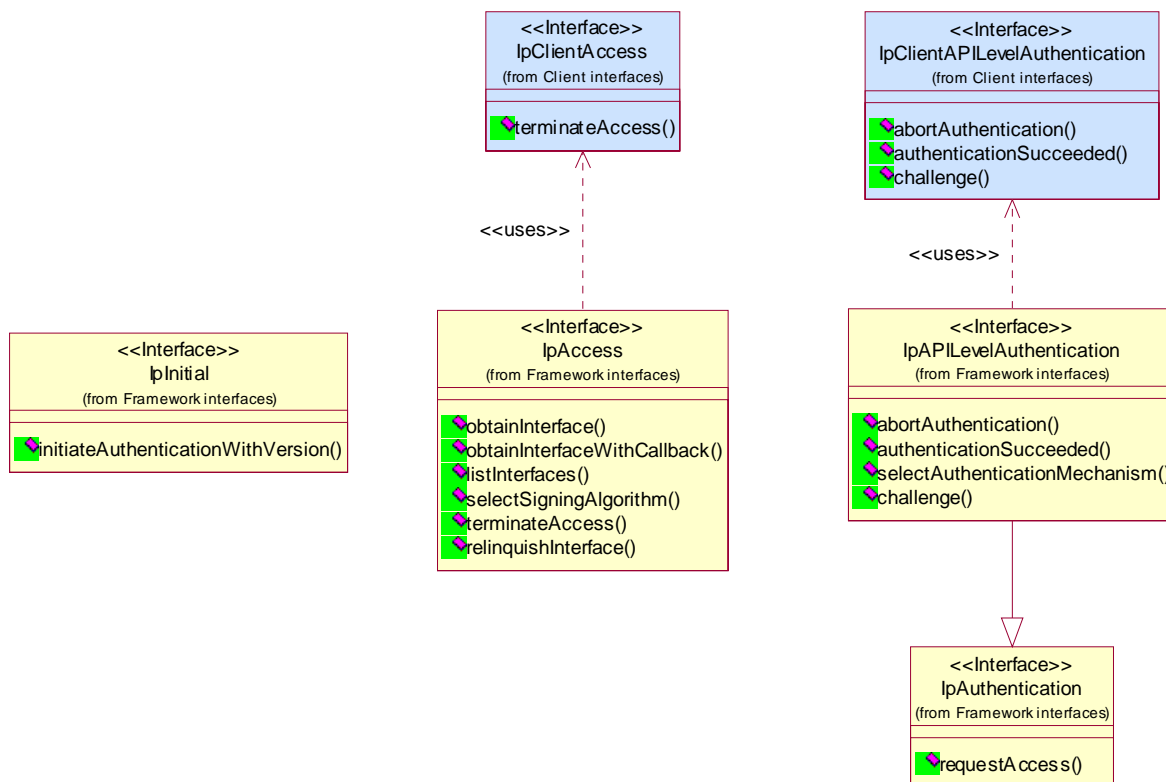 <<Interface>>
IpClientAccess
(from Client interfaces)
terminateAccess()
<<Interface>>
IpClientAPILevelAuthentication
(from Client interfaces)
abortAuthentication()
authenticationSucceeded()
challenge()
<<uses>>
<<uses>>
<<Interface>>
IpInitial
(from Framework interfaces)
initiateAuthenticationWithVersion()
<<Interface>>
IpAccess
(from Framework interfaces)
obtainInterface()
obtainInterfaceWithCallback()
listInterfaces()
selectSigningAlgorithm()
terminateAccess()
relinquishInterface()
<<Interface>>
IpAPILevelAuthentication
(from Framework interfaces)
abortAuthentication()
authenticationSucceeded()
selectAuthenticationMechanism()
challenge()
<<Interface>>
IpAuthentication
(from Framework interfaces)
requestAccess()